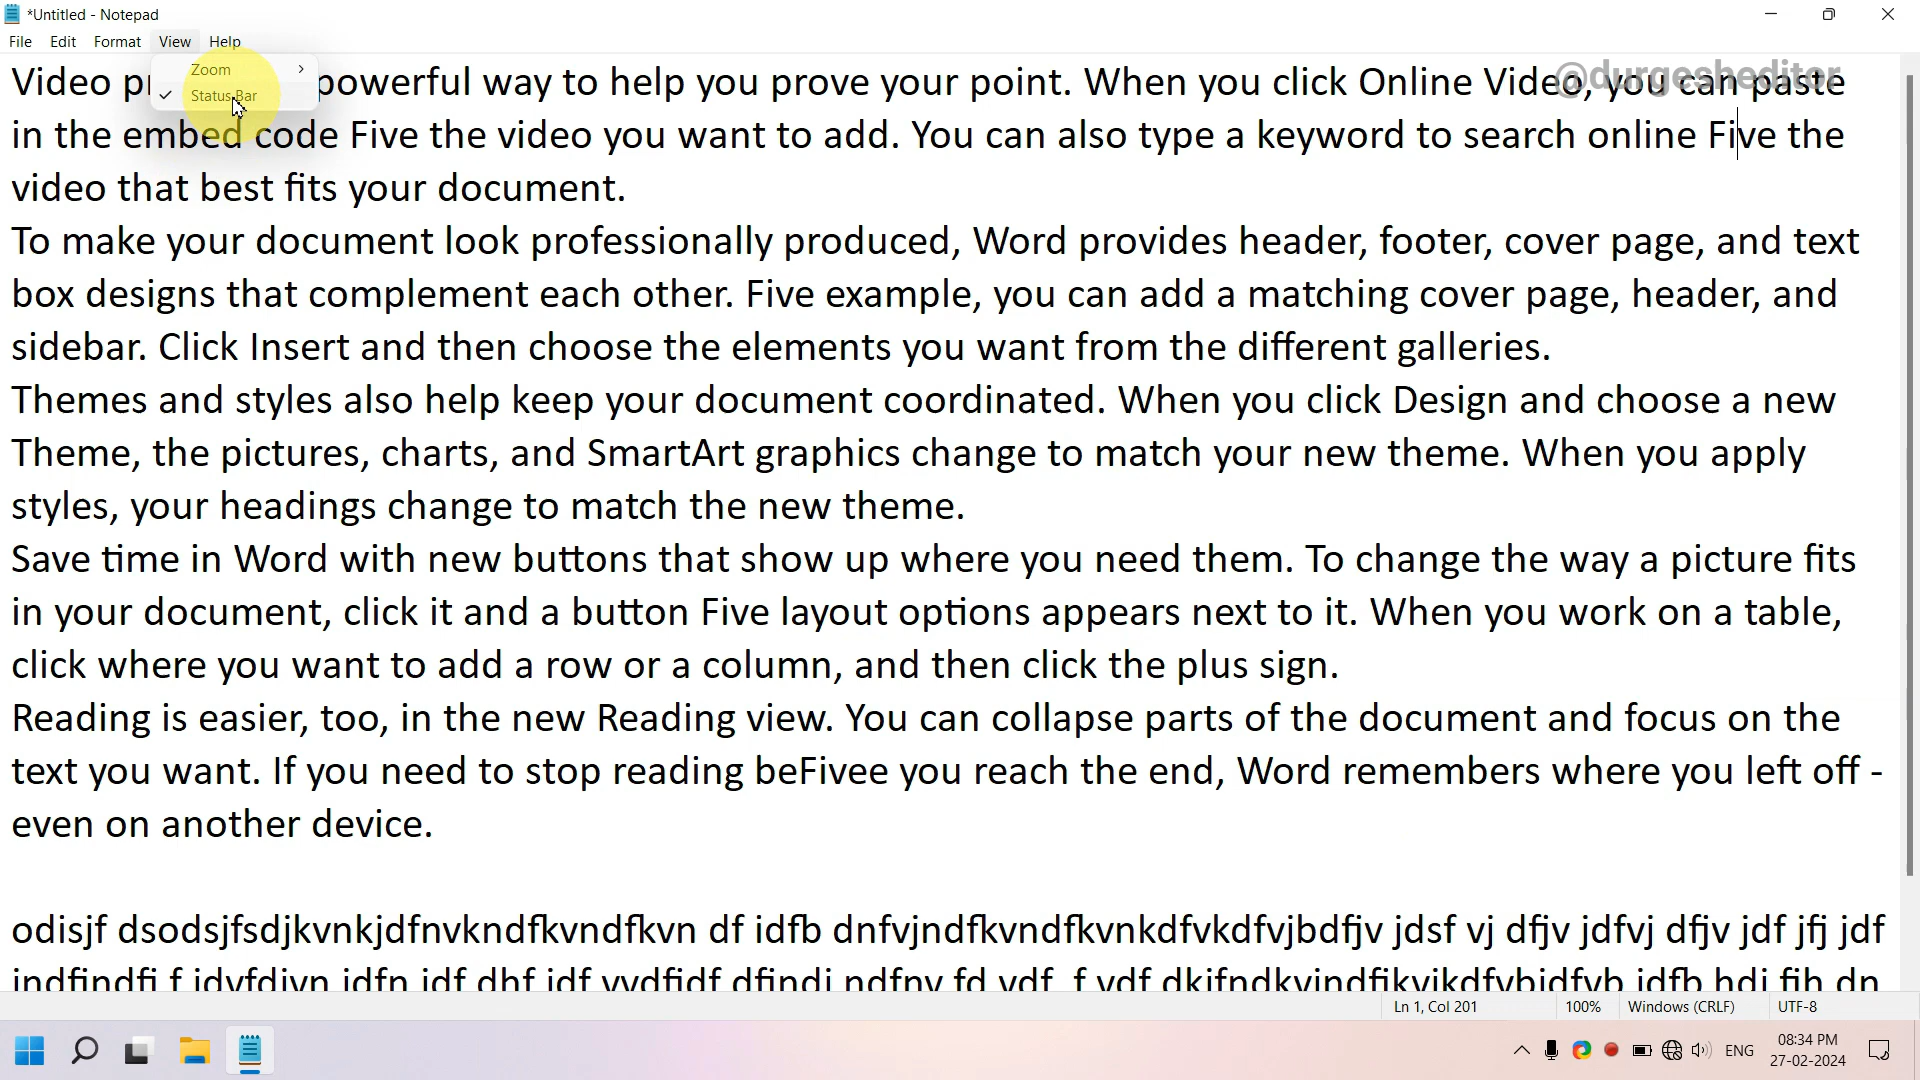 *Untitled - Notepad
File Edit Format View Help
Zoom
Status Bar
@durgesheditor
Video powerful way to help you prove your point. When you click Online Video, you can paste
in the embed code Five the video you want to add. You can also type a keyword to search online Five the
video that best fits your document.
To make your document look professionally produced, Word provides header, footer, cover page, and text
box designs that complement each other. Five example, you can add a matching cover page, header, and
sidebar. Click Insert and then choose the elements you want from the different galleries.
Themes and styles also help keep your document coordinated. When you click Design and choose a new
Theme, the pictures, charts, and SmartArt graphics change to match your new theme. When you apply
styles, your headings change to match the new theme.
Save time in Word with new buttons that show up where you need them. To change the way a picture fits
in your document, click it and a button Five layout options appears next to it. When you work on a table,
click where you want to add a row or a column, and then click the plus sign.
Reading is easier, too, in the new Reading view. You can collapse parts of the document and focus on the
text you want. If you need to stop reading beFivee you reach the end, Word remembers where you left off -
even on another device.
odisjf dsodsjfsdjkvnkjdfnvkndfkvndfkvn df idfb dnfvjndfkvndfkvnkdfvkdfvjbdfjv jdsf vj dfjv jdfvj dfjv jdf jfj jdf
Ln 1, Col 201 100% Windows (CRLF) UTF-8
ENG
08:34 PM
27-02-2024